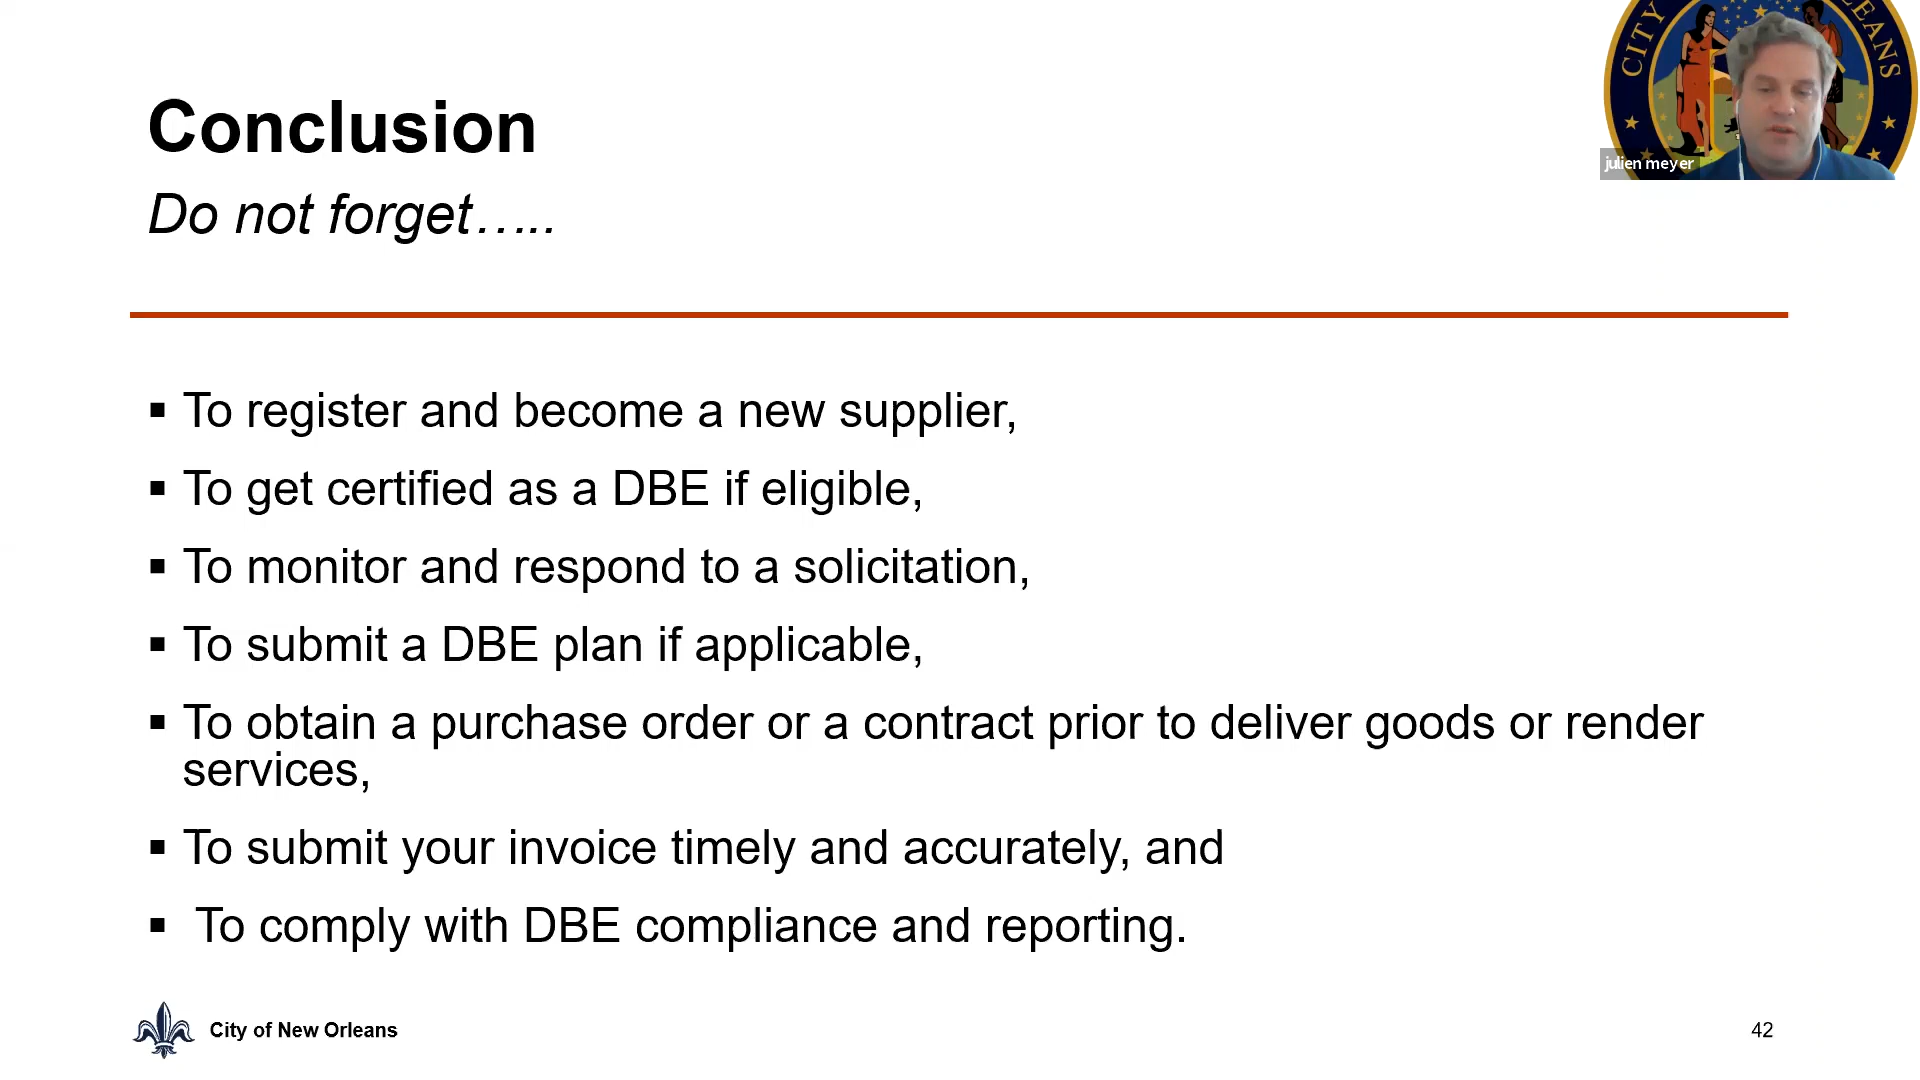 Conclusion
Do not forget…..
CITY
LEANS
julien meyer
▪ To register and become a new supplier,
▪ To get certified as a DBE if eligible,
▪ To monitor and respond to a solicitation,
▪ To submit a DBE plan if applicable,
▪ To obtain a purchase order or a contract prior to deliver goods or render
services,
▪ To submit your invoice timely and accurately, and
▪ To comply with DBE compliance and reporting.
City of New Orleans
42